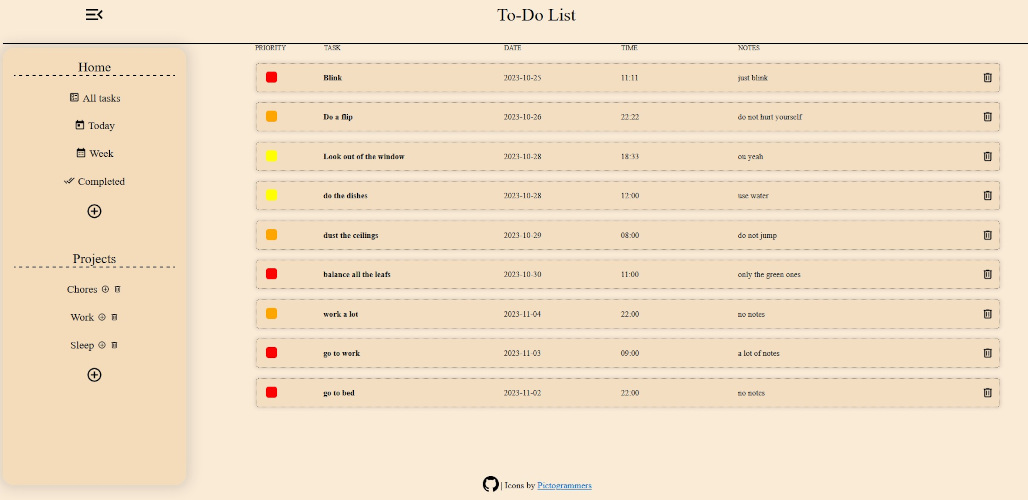 To-Do List
Home
All tasks
Today
Week
Completed
Projects
Chores
Work
Sleep
PRIORITY TASK DATE TIME NOTES
Blink 2023-10-25 11:11 just blink
Do a flip 2023-10-26 22:22 do not hurt yourself
Look out of the window 2023-10-28 18:33 ou yeah
do the dishes 2023-10-28 12:00 use water
dust the ceilings 2023-10-29 08:00 do not jump
balance all the leafs 2023-10-30 11:00 only the green ones
work a lot 2023-11-04 22:00 no notes
go to work 2023-11-03 09:00 a lot of notes
go to bed 2023-11-02 22:00 no notes
| Icons by Pictogrammers